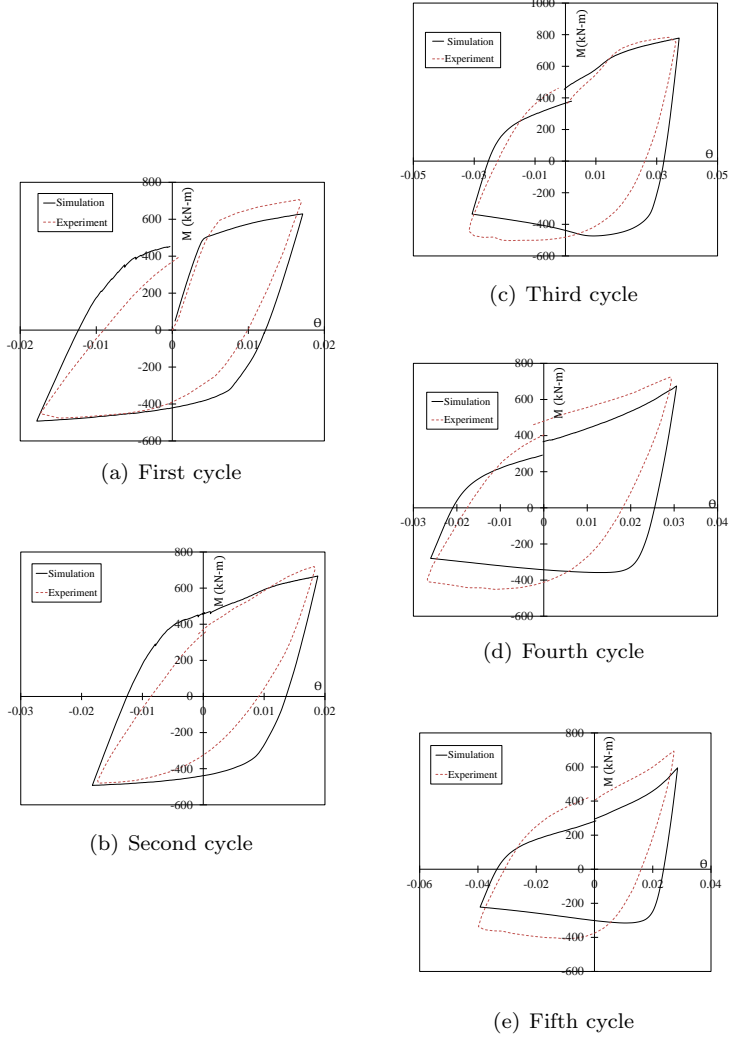 800
M (kN-m)
Simulation
Experiment
600
400
200
0
Θ
-0.02
-0.01
0
0.01
0.02
-200
-400
-600
(a) First cycle
800
M (kN-m)
Simulation
Experiment
600
400
200
0
Θ
-0.03
-0.02
-0.01
0
0.01
0.02
-200
-400
-600
(b) Second cycle
1000
M(kN-m)
Simulation
Experiment
800
600
400
200
0
Θ
-0.05
-0.03
-0.01
0.01
0.03
0.05
-200
-400
-600
(c) Third cycle
800
M (kN-m)
Simulation
Experiment
600
400
200
0
Θ
-0.03
-0.02
-0.01
0
0.01
0.02
0.03
0.04
-200
-400
-600
(d) Fourth cycle
800
M (kN-m)
Simulation
Experiment
600
400
200
0
Θ
-0.06
-0.04
-0.02
0
0.02
0.04
-200
-400
-600
(e) Fifth cycle